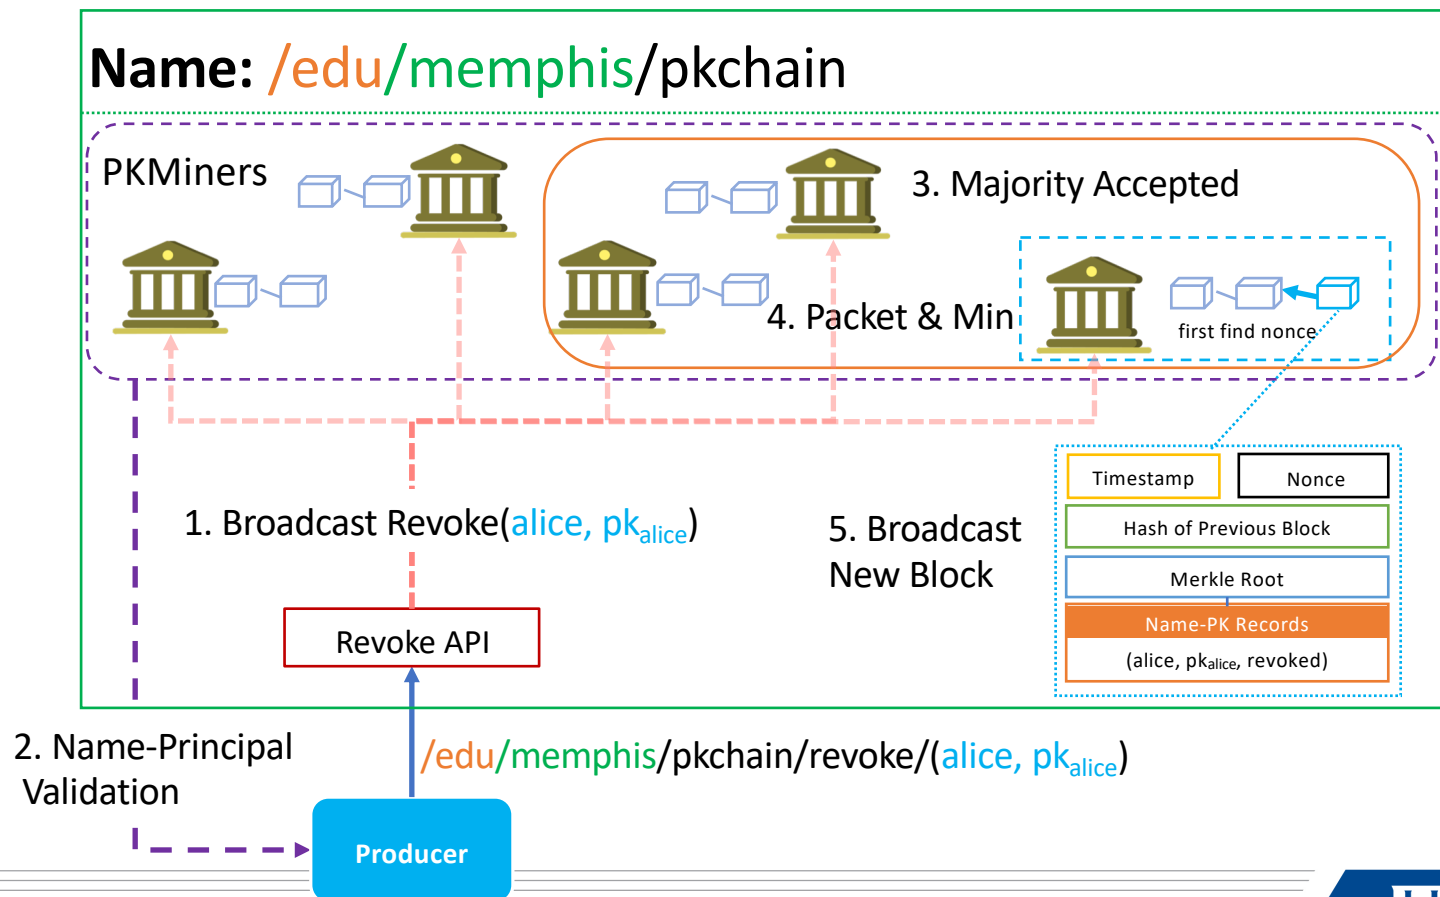 Name: /edu/memphis/pkchain
PKMiners
3. Majority Accepted
4. Packet & Min
first find nonce
1. Broadcast Revoke(alice, pkalice)
5. Broadcast
New Block
Timestamp
Nonce
Hash of Previous Block
Merkle Root
Name-PK Records
(alice, pkalice, revoked)
Revoke API
2. Name-Principal
Validation
/edu/memphis/pkchain/revoke/(alice, pkalice)
Producer